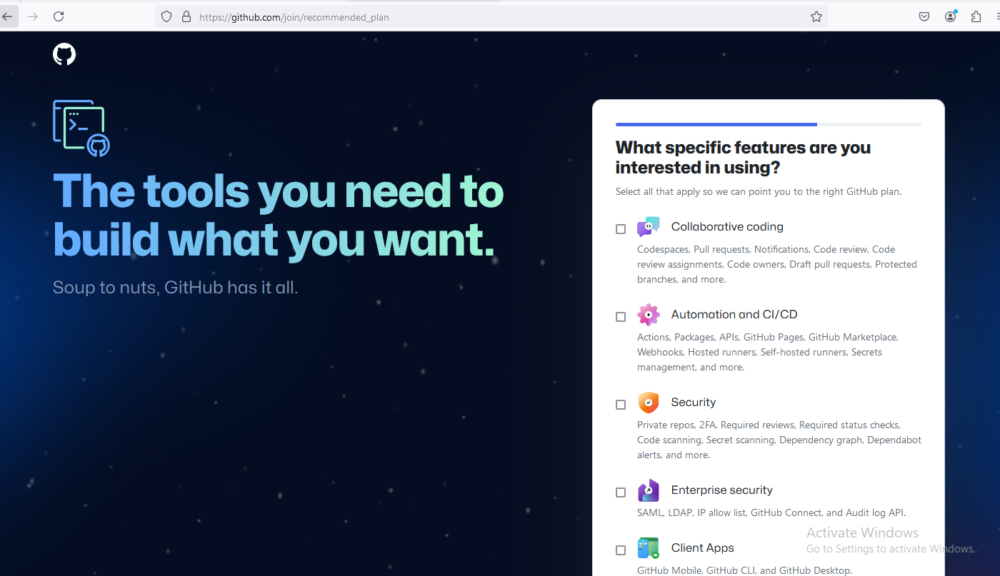 https://github.com/join/recommended_plan
The tools you need to
build what you want.
Soup to nuts, GitHub has it all.
What specific features are you
interested in using?
Select all that apply so we can point you to the right GitHub plan.
Collaborative coding
Codespaces, Pull requests, Notifications, Code review, Code
review assignments, Code owners, Draft pull requests, Protected
branches, and more.
Automation and CI/CD
Actions, Packages, APIs, GitHub Pages, GitHub Marketplace,
Webhooks, Hosted runners, Self-hosted runners, Secrets
management, and more.
Security
Private repos, 2FA, Required reviews, Required status checks,
Code scanning, Secret scanning, Dependency graph, Dependabot
alerts, and more.
Enterprise security
SAML, LDAP, IP allow list, GitHub Connect, and Audit log API.
Client Apps
GitHub Mobile, GitHub CLI, and GitHub Desktop.
Activate Windows
Go to Settings to activate Windows.